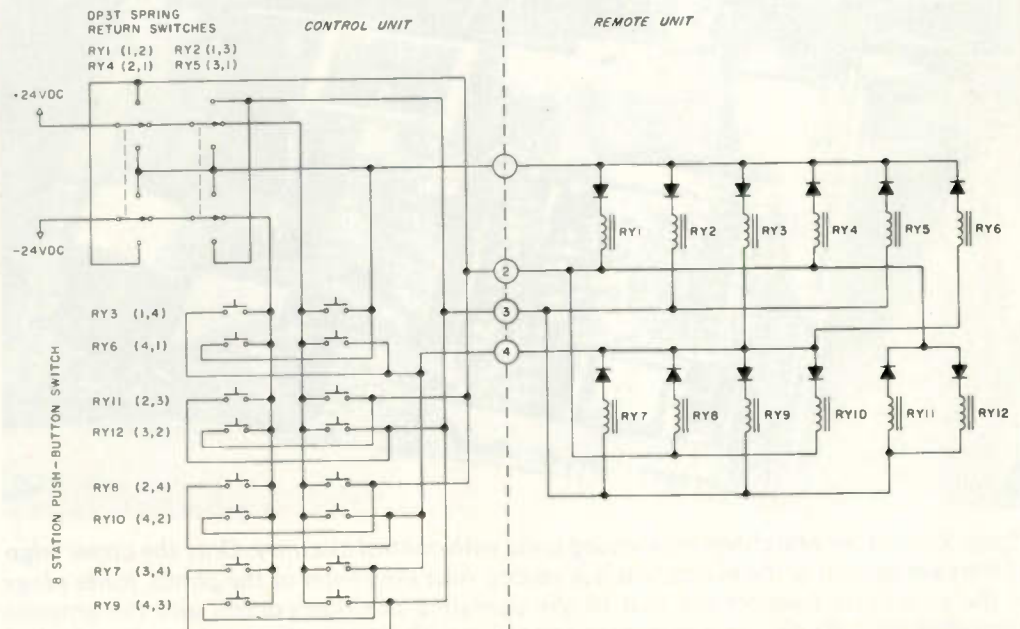 DP3T SPRING
RETURN SWITCHES
RY1 (1,2) RY2 (1,3)
RY4 (2,1) RY5 (3,1)
CONTROL UNIT
REMOTE UNIT
+24VDC
-24VDC
1
2
3
4
RY1
RY2
RY3
RY4
RY5
RY6
STATION PUSH-BUTTON SWITCH
RY3 (1,4)
RY6 (4,1)
RY11 (2,3)
RY12 (3,2)
RY8 (2,4)
RY10 (4,2)
RY7 (3,4)
RY9 (4,3)
RY7
RY8
RY9
RY10
RY11
RY12